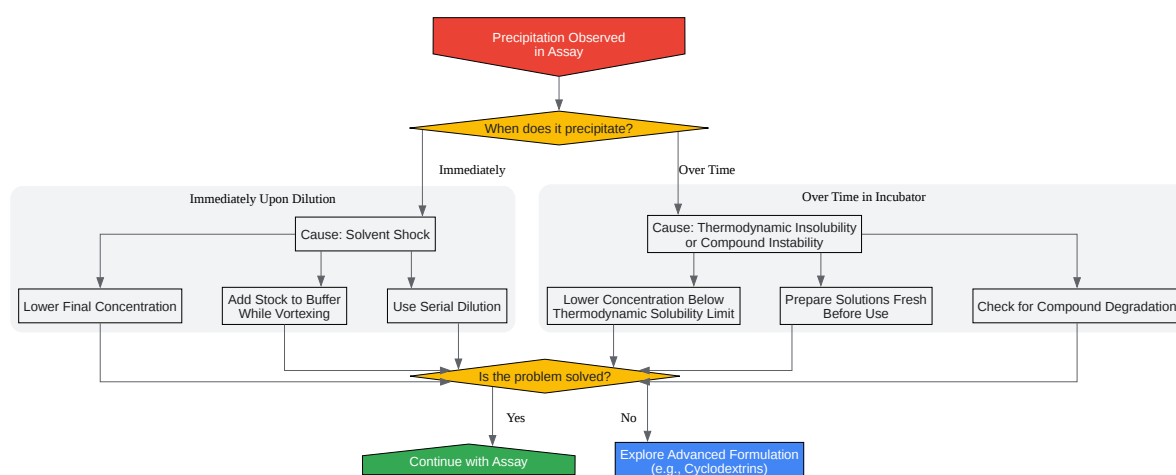 Precipitation Observed
in Assay
When does it precipitate?
Immediately
Over Time
Immediately Upon Dilution
Over Time in Incubator
Cause: Solvent Shock
Cause: Thermodynamic Insolubility
or Compound Instability
Lower Final Concentration
Add Stock to Buffer
While Vortexing
Use Serial Dilution
Lower Concentration Below
Thermodynamic Solubility Limit
Prepare Solutions Fresh
Before Use
Check for Compound Degradation
Is the problem solved?
Yes
No
Continue with Assay
Explore Advanced Formulation
(e.g., Cyclodextrins)